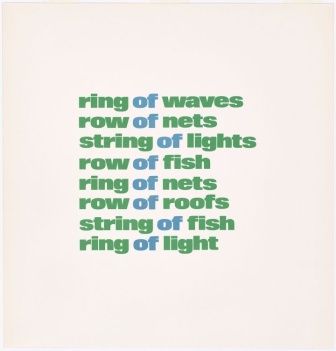 ring of waves
row of nets
string of lights
row of fish
ring of nets
row of roofs
string of fish
ring of light